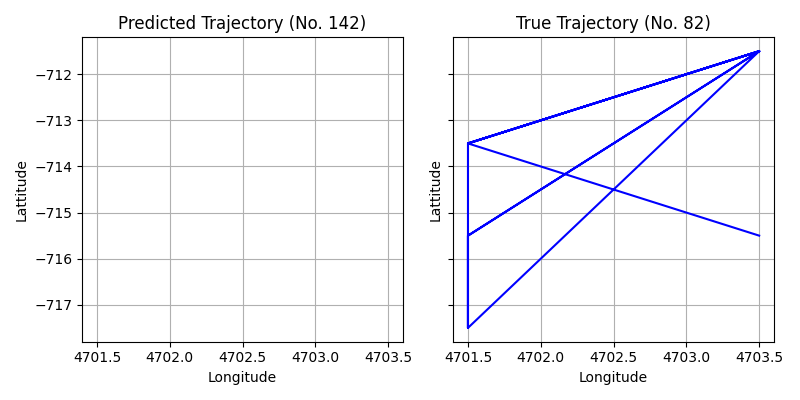 Predicted Trajectory (No. 142)
True Trajectory (No. 82)
Lattitude
−712
−713
−714
−715
−716
−717
4701.5 4702.0 4702.5 4703.0 4703.5
Longitude
Lattitude
4701.5 4702.0 4702.5 4703.0 4703.5
Longitude